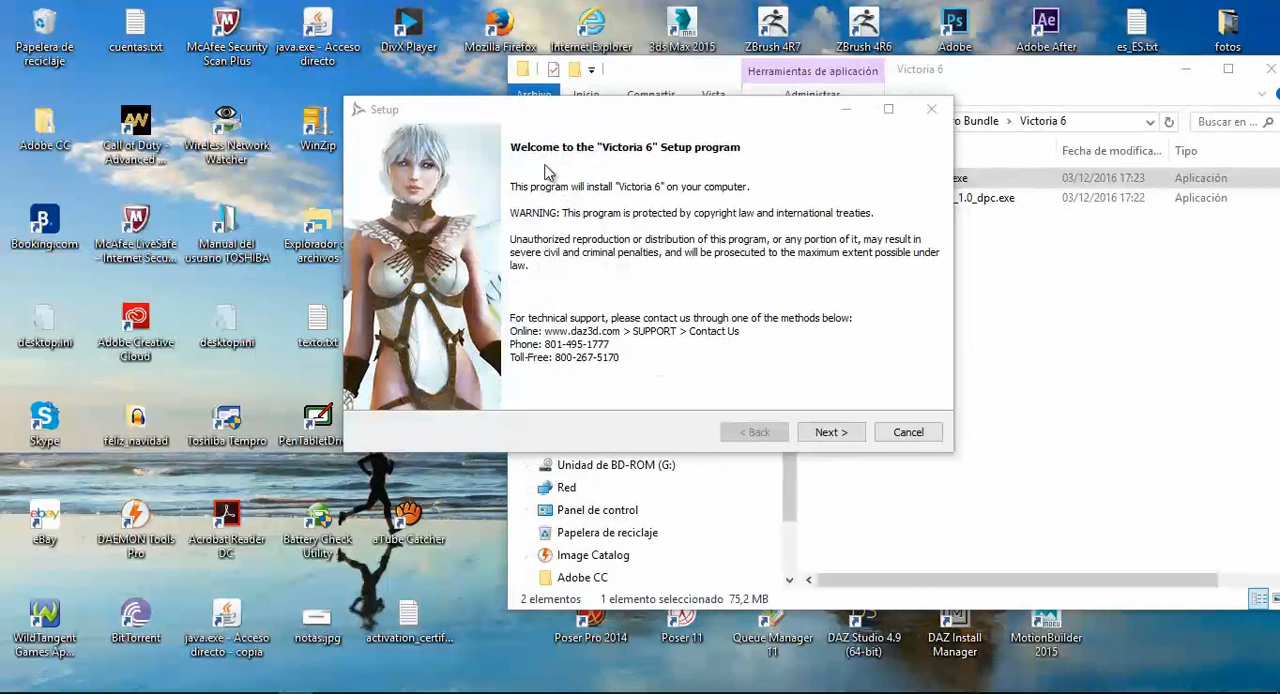 Papelera de
reciclaje
cuentas.txt
McAfee Security
Scan Plus
java.exe - Acceso
directo
DivX Player
Mozilla Firefox
Internet Explorer
3ds Max 2015
ZBrush 4R7
ZBrush 4R6
Adobe
Adobe After
es_ES.txt
fotos
Herramientas de aplicación
Victoria 6
Archivo
Inicio
Compartir
Vista
Administrar
ro Bundle > Victoria 6
Buscar en ...
Fecha de modifica...
Tipo
exe
03/12/2016 17:23
Aplicación
_1.0_dpc.exe
03/12/2016 17:22
Aplicación
Setup
Welcome to the "Victoria 6" Setup program
This program will install "Victoria 6" on your computer.
WARNING: This program is protected by copyright law and international treaties.
Unauthorized reproduction or distribution of this program, or any portion of it, may result in
severe civil and criminal penalties, and will be prosecuted to the maximum extent possible under
law.
For technical support, please contact us through one of the methods below:
Online: www.daz3d.com > SUPPORT > Contact Us
Phone: 801-495-1777
Toll-Free: 800-267-5170
< Back
Next >
Cancel
Adobe CC
Call of Duty -
Advanced ...
Wireless Network
Watcher
WinZip
Booking.com
McAfee LiveSafe
– Internet Secu...
Manual del
usuario TOSHIBA
Explorador d
archivos
desktop.ini
Adobe Creative
Cloud
desktop.ini
texto.txt
Skype
feliz_navidad
Toshiba Tempro
PenTabletDri
Unidad de BD-ROM (G:)
Red
Panel de control
Papelera de reciclaje
Image Catalog
Adobe CC
2 elementos
1 elemento seleccionado 75,2 MB
eBay
DAEMON Tools
Pro
Acrobat Reader
DC
Battery Check
Utility
aTube Catcher
WildTangent
Games Ap...
BitTorrent
java.exe - Acceso
directo - copia
notas.jpg
activation_certif...
Poser Pro 2014
Poser 11
Queue Manager
11
DAZ Studio 4.9
(64-bit)
DAZ Install
Manager
MotionBuilder
2015